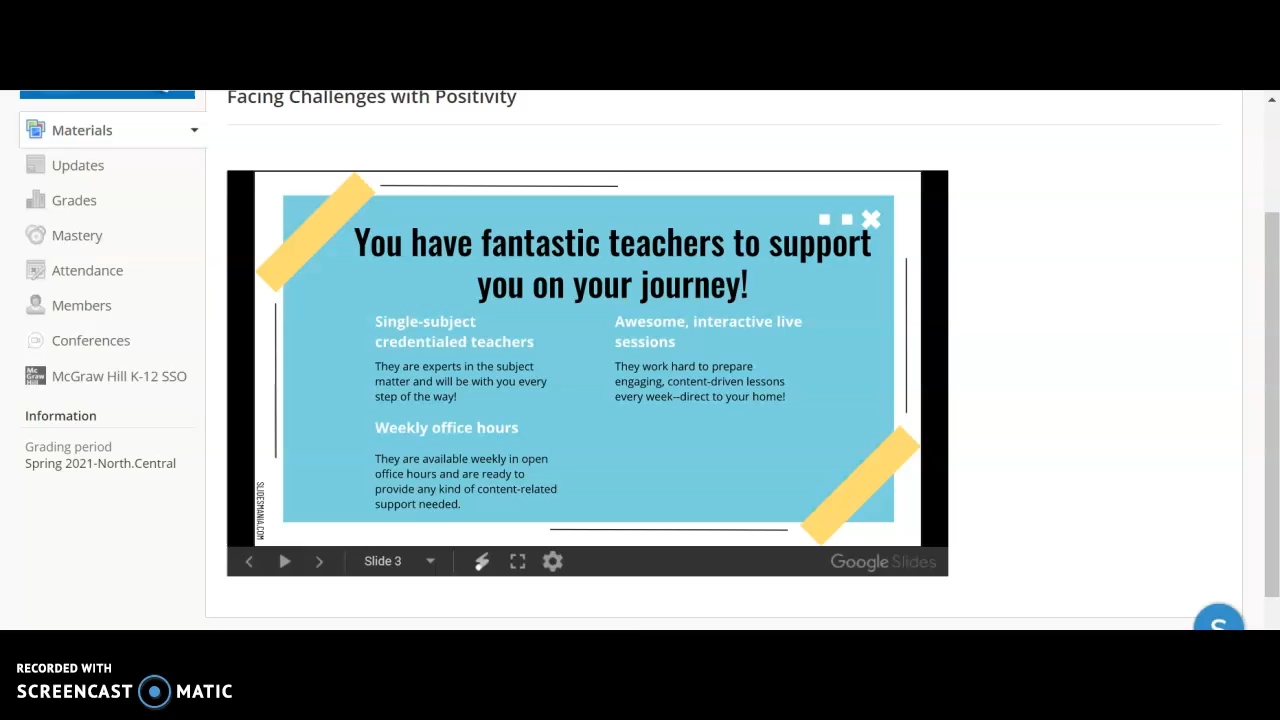 Facing Challenges with Positivity
Materials
Updates
Grades
Mastery
Attendance
Members
Conferences
Mc
Graw
Hill
McGraw Hill K-12 SSO
Information
Grading period
Spring 2021-North.Central
You have fantastic teachers to support
you on your journey!
Single-subject
credentialed teachers
They are experts in the subject
matter and will be with you every
step of the way!
Awesome, interactive live
sessions
They work hard to prepare
engaging, content-driven lessons
every week--direct to your home!
Weekly office hours
They are available weekly in open
office hours and are ready to
provide any kind of content-related
support needed.
SLIDESMANIA.COM
Slide 3
Google Slides
S
RECORDED WITH
SCREENCAST MATIC